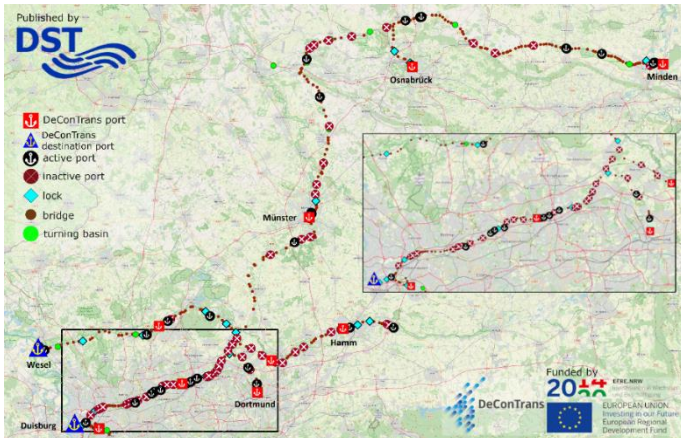 Published by
DST
Osnabrück
Minden
DeConTrans port
DeConTrans
destination port
active port
inactive port
lock
bridge
turning basin
Münster
Wesel
Hamm
Duisburg
Dortmund
Funded by
DeConTrans
EFRE.NRW
EUROPEAN UNION
Investing in our Future
European Regional
Development Fund